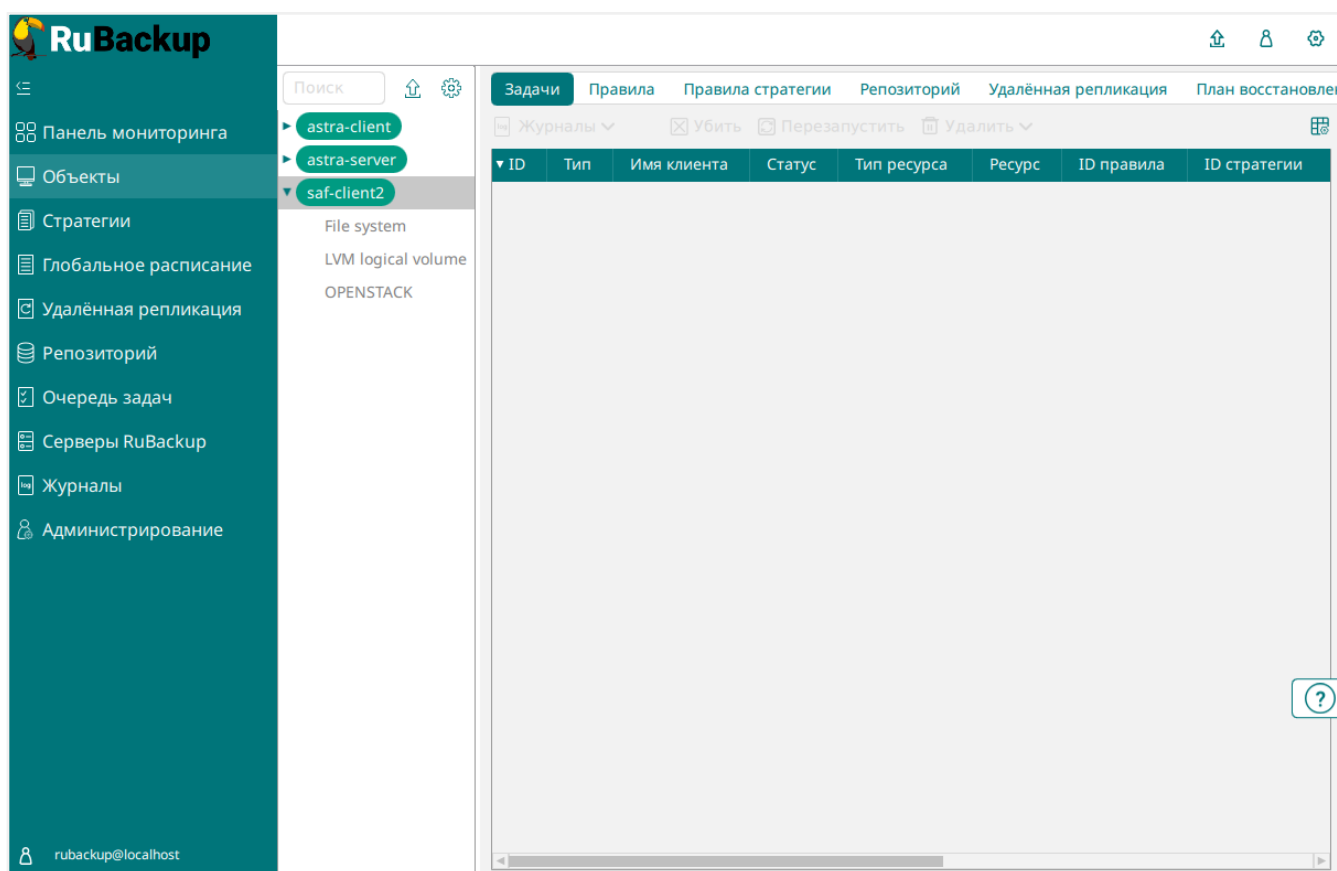 RuBackup
Поиск
Задачи Правила Правила стратегии Репозиторий Удалённая репликация План восстановле
Панель мониторинга
Объекты
Стратегии
Глобальное расписание
Удалённая репликация
Репозиторий
Очередь задач
Серверы RuBackup
log Журналы
Администрирование
rubackup@localhost
astra-client
astra-server
saf-client2
File system
LVM logical volume
OPENSTACK
Журналы Убить Перезапустить Удалить
ID Тип Имя клиента Статус Тип ресурса Ресурс ID правила ID стратегии
?